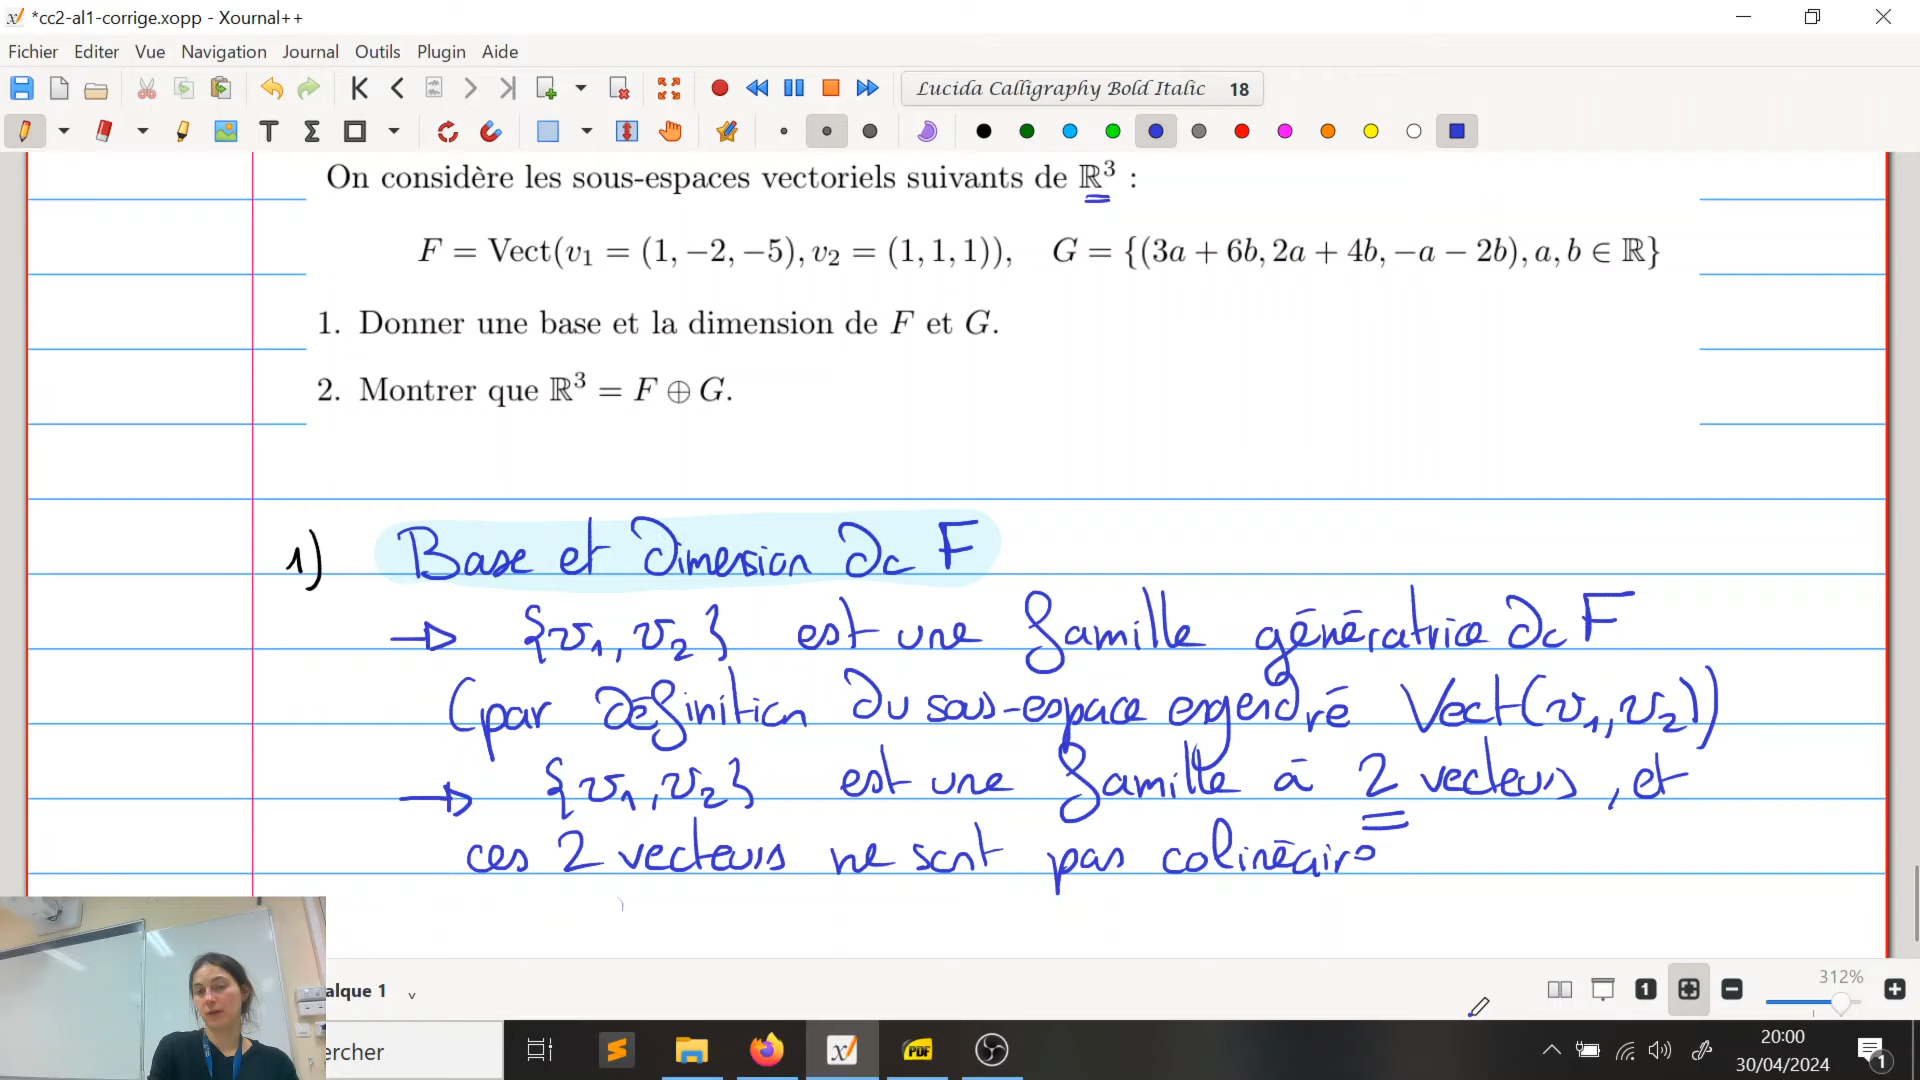 *cc2-al1-corrige.xopp - Xournal++
Fichier Editer Vue Navigation Journal Outils Plugin Aide
Lucida Calligraphy Bold Italic 18
On considère les sous-espaces vectoriels suivants de ℝ³ :
F = Vect(v₁ = (1, −2, −5), v₂ = (1, 1, 1)), G = {(3a + 6b, 2a + 4b, −a − 2b), a, b ∈ ℝ}
1. Donner une base et la dimension de F et G.
2. Montrer que ℝ³ = F ⊕ G.
1) Base et dimension de F
→ {v₁, v₂} est une famille génératrice de F
(par définition du sous-espace engendré Vect(v₁, v₂))
→ {v₁, v₂} est une famille à 2 vecteurs, et
ces 2 vecteurs ne sont pas colinéaire
alque 1
312%
ercher
PDF
20:00
30/04/2024
1